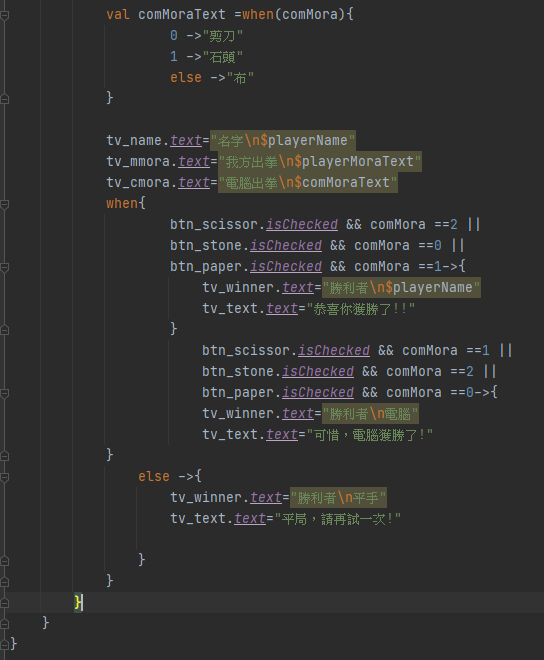 val comMoraText =when(comMora){
0 ->"剪刀"
1 ->"石頭"
else ->"布"
}
tv_name.text="名字\n$playerName"
tv_mmora.text="我方出拳\n$playerMoraText"
tv_cmora.text="電腦出拳\n$comMoraText"
when{
btn_scissor.isChecked && comMora ==2 ||
btn_stone.isChecked && comMora ==0 ||
btn_paper.isChecked && comMora ==1->{
tv_winner.text="勝利者\n$playerName"
tv_text.text="恭喜你獲勝了!!"
}
btn_scissor.isChecked && comMora ==1 ||
btn_stone.isChecked && comMora ==2 ||
btn_paper.isChecked && comMora ==0->{
tv_winner.text="勝利者\n電腦"
tv_text.text="可惜，電腦獲勝了!"
}
else ->{
tv_winner.text="勝利者\n平手"
tv_text.text="平局，請再試一次!"
}
}
}
}
}